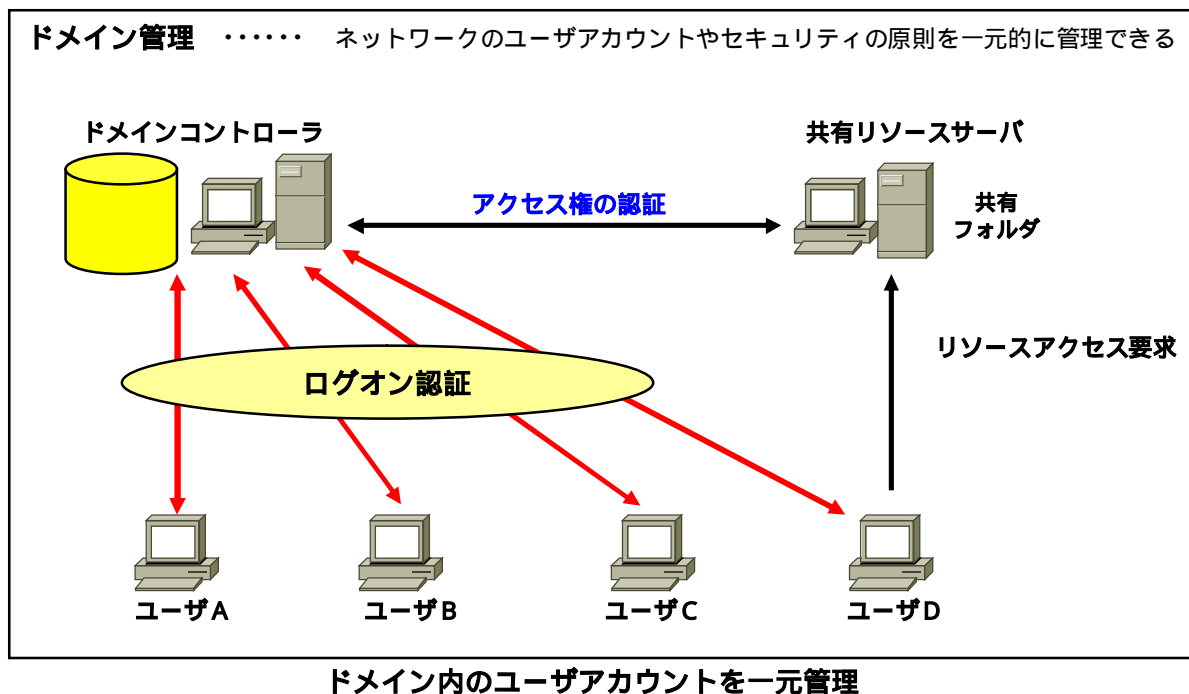 ドメイン管理 ‥‥‥ ネットワークのユーザアカウントやセキュリティの原則を一元的に管理できる
ドメインコントローラ
共有リソースサーバ
アクセス権の認証
共有
フォルダ
リソースアクセス要求
ログオン認証
ユーザA
ユーザB
ユーザC
ユーザD
ドメイン内のユーザアカウントを一元管理